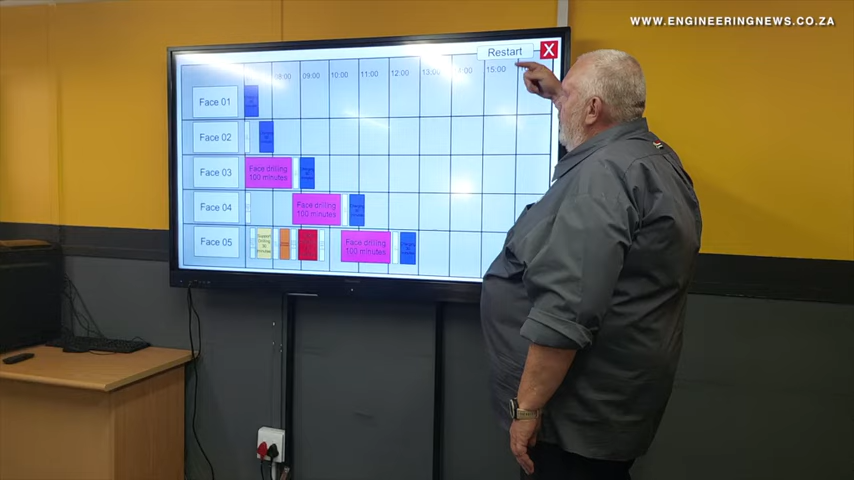 WWW.ENGINEERINGNEWS.CO.ZA
Restart X
08:00 09:00 10:00 11:00 12:00 13:00 15:00
Face 01
Face 02
Face 03
Face drilling
100 minutes
Face 04
Face drilling
100 minutes
Face 05
Face drilling
100 minutes